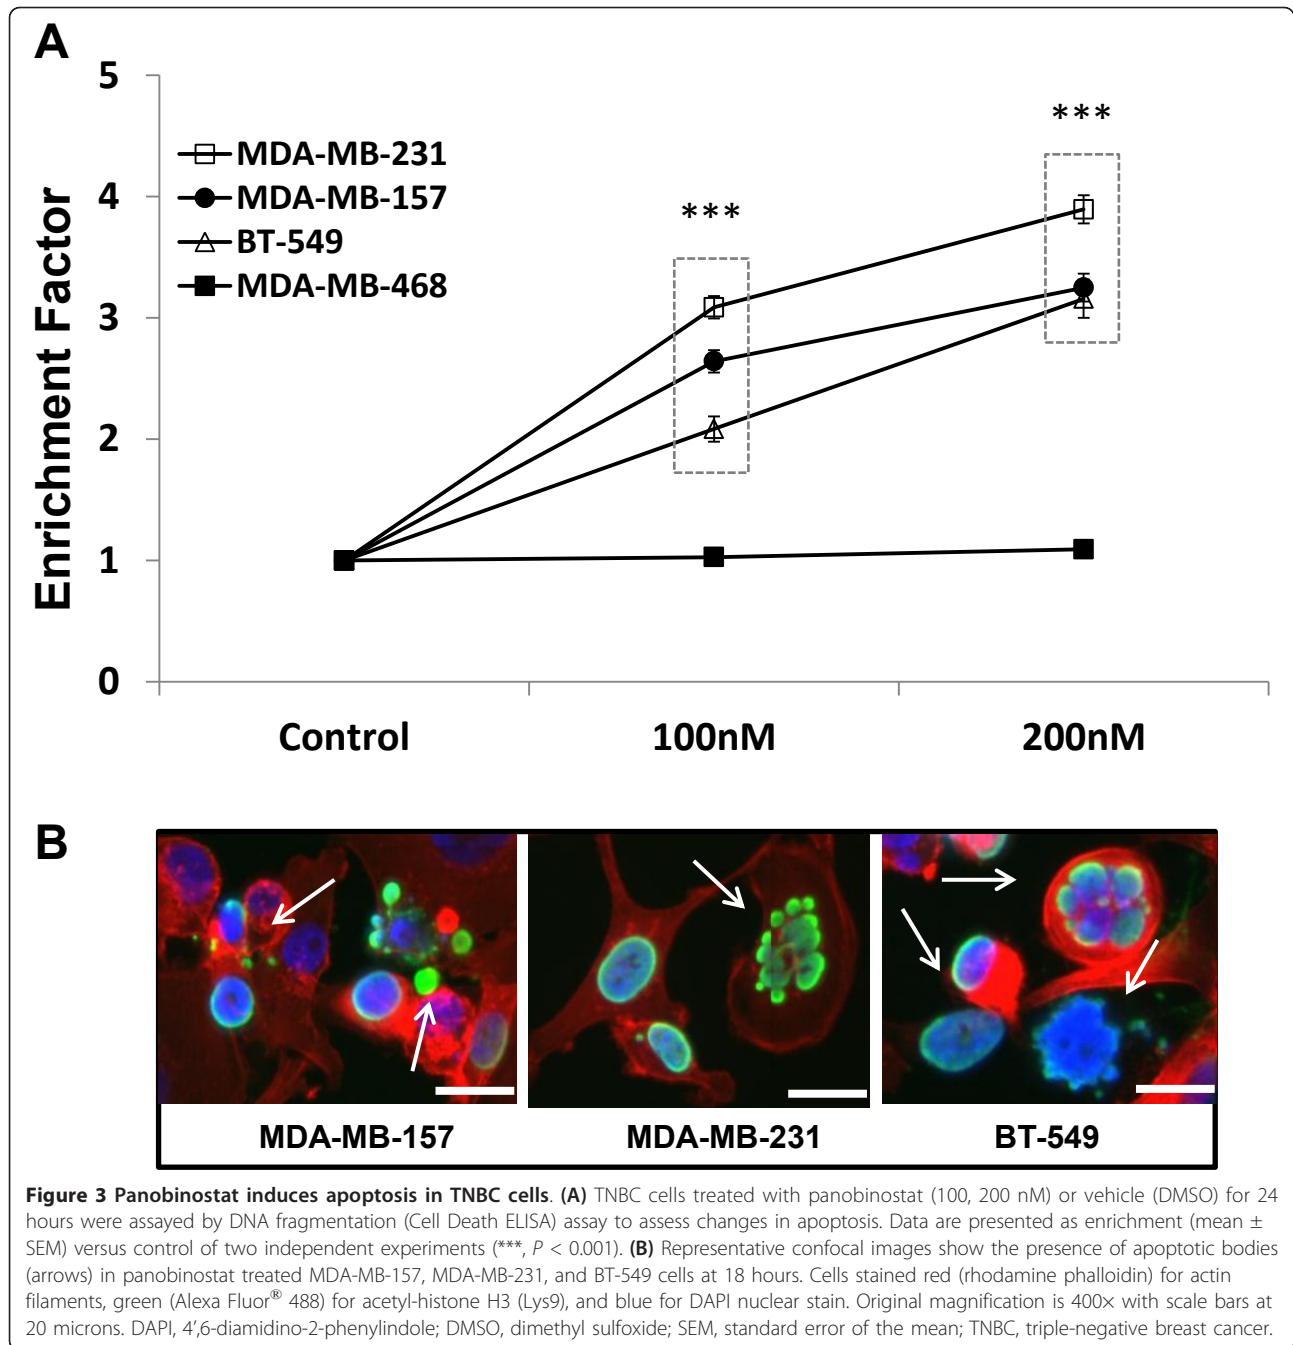 A
5
4
3
2
1
0
Enrichment Factor
MDA-MB-231
MDA-MB-157
BT-549
MDA-MB-468
***
***
Control 100nM 200nM
B
MDA-MB-157 MDA-MB-231 BT-549
Figure 3 Panobinostat induces apoptosis in TNBC cells. (A) TNBC cells treated with panobinostat (100, 200 nM) or vehicle (DMSO) for 24
hours were assayed by DNA fragmentation (Cell Death ELISA) assay to assess changes in apoptosis. Data are presented as enrichment (mean ±
SEM) versus control of two independent experiments (***, P < 0.001). (B) Representative confocal images show the presence of apoptotic bodies
(arrows) in panobinostat treated MDA-MB-157, MDA-MB-231, and BT-549 cells at 18 hours. Cells stained red (rhodamine phalloidin) for actin
filaments, green (Alexa Fluor® 488) for acetyl-histone H3 (Lys9), and blue for DAPI nuclear stain. Original magnification is 400× with scale bars at
20 microns. DAPI, 4′,6-diamidino-2-phenylindole; DMSO, dimethyl sulfoxide; SEM, standard error of the mean; TNBC, triple-negative breast cancer.